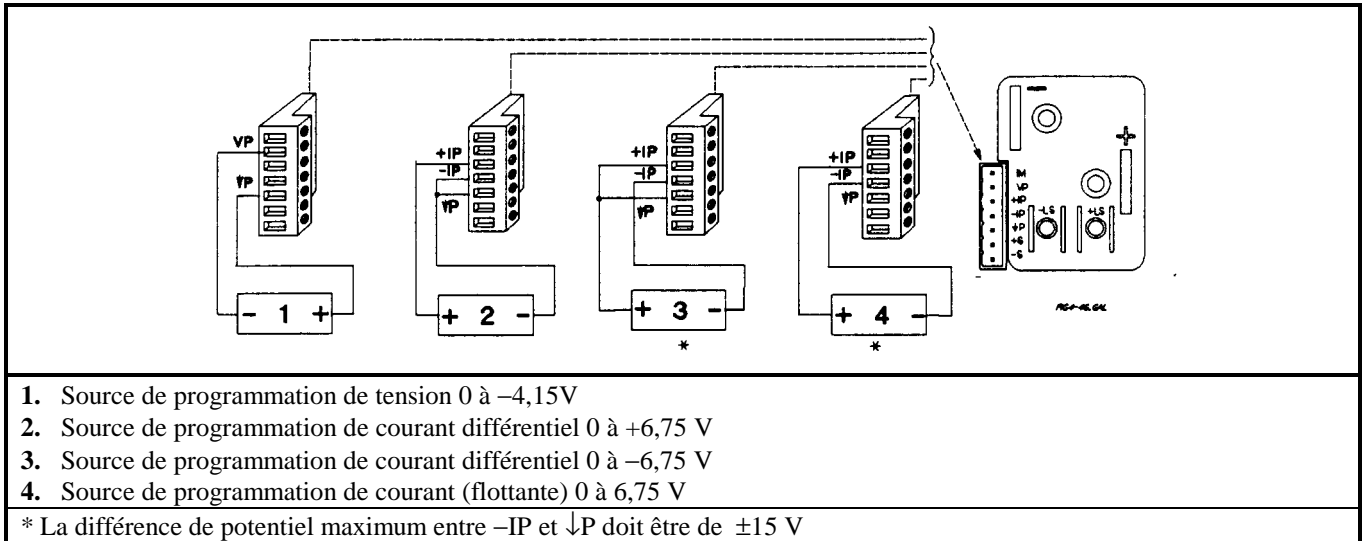 VP
↓P
- 1 +
+IP
-IP
↓P
+ 2 -
+IP
-IP
↓P
+ 3 -
*
+IP
-IP
↓P
+ 4 -
*
+
IM
VP
+IP
-IP
↓P
+S
-S
-LS
+LS
1. Source de programmation de tension 0 à −4,15V
2. Source de programmation de courant différentiel 0 à +6,75 V
3. Source de programmation de courant différentiel 0 à −6,75 V
4. Source de programmation de courant (flottante) 0 à 6,75 V
* La différence de potentiel maximum entre −IP et ↓P doit être de ±15 V